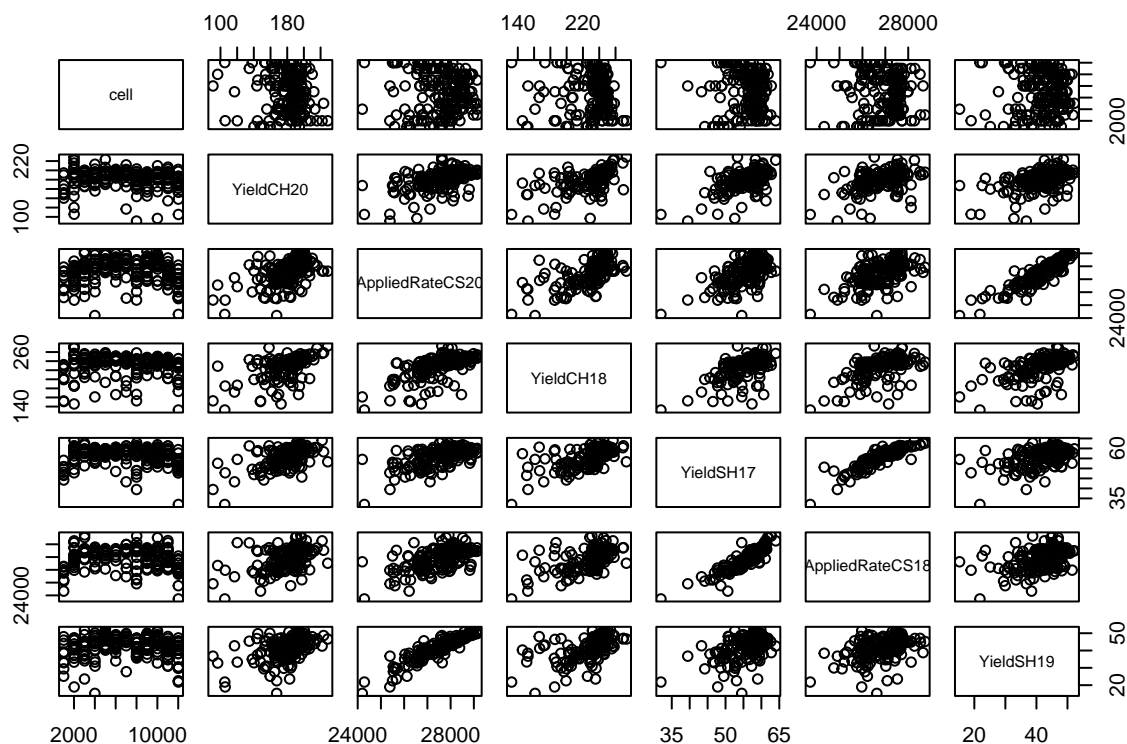 100 180 140 220 24000 28000
cell
2000
100 220
YieldCH20
AppliedRateCS20
24000
140 260
YieldCH18
YieldSH17
35 60
24000
AppliedRateCS18
YieldSH19
20 50
2000 10000 24000 28000 35 50 65 20 40